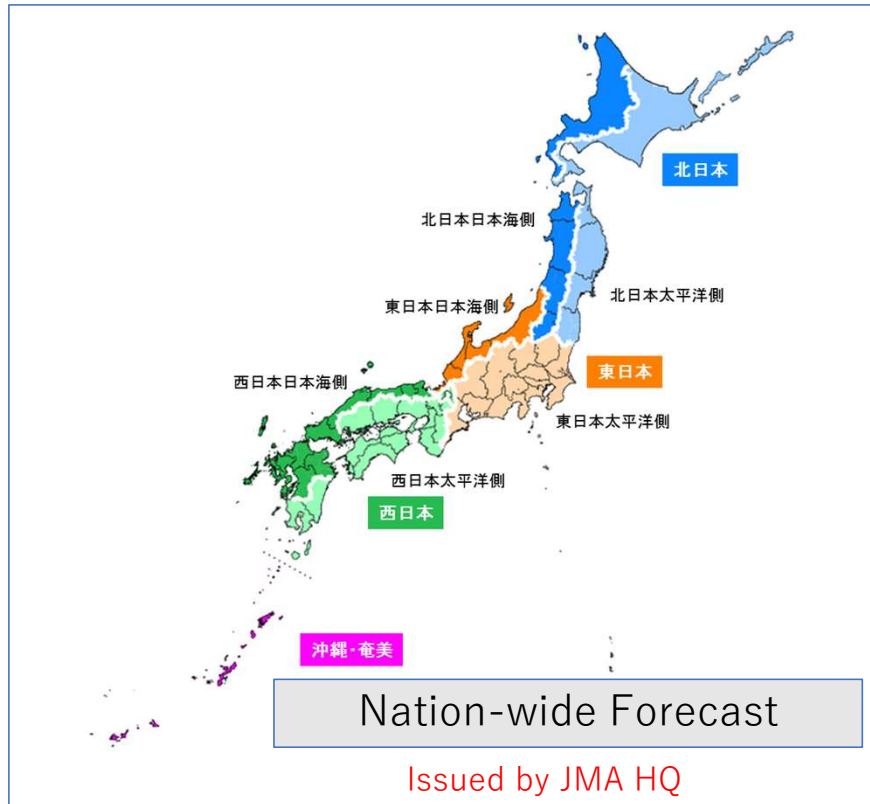 北日本
北日本日本海側
北日本太平洋側
東日本日本海側
東日本
西日本日本海側
東日本太平洋側
西日本太平洋側
西日本
沖縄・奄美
Nation-wide Forecast
Issued by JMA HQ